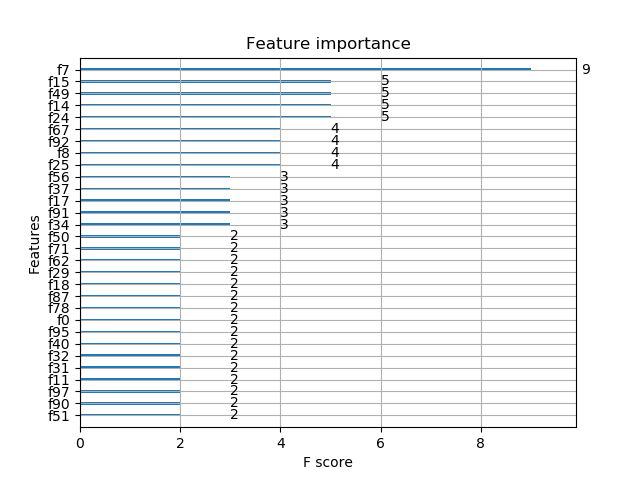 Feature importance
Features
f7 9
f15 5
f49 5
f14 5
f24 5
f67 4
f92 4
f8 4
f25 4
f56 3
f37 3
f17 3
f91 3
f34 3
f50 2
f71 2
f62 2
f29 2
f18 2
f87 2
f78 2
f0 2
f95 2
f40 2
f32 2
f31 2
f11 2
f97 2
f90 2
f51 2
0 2 4 6 8
F score